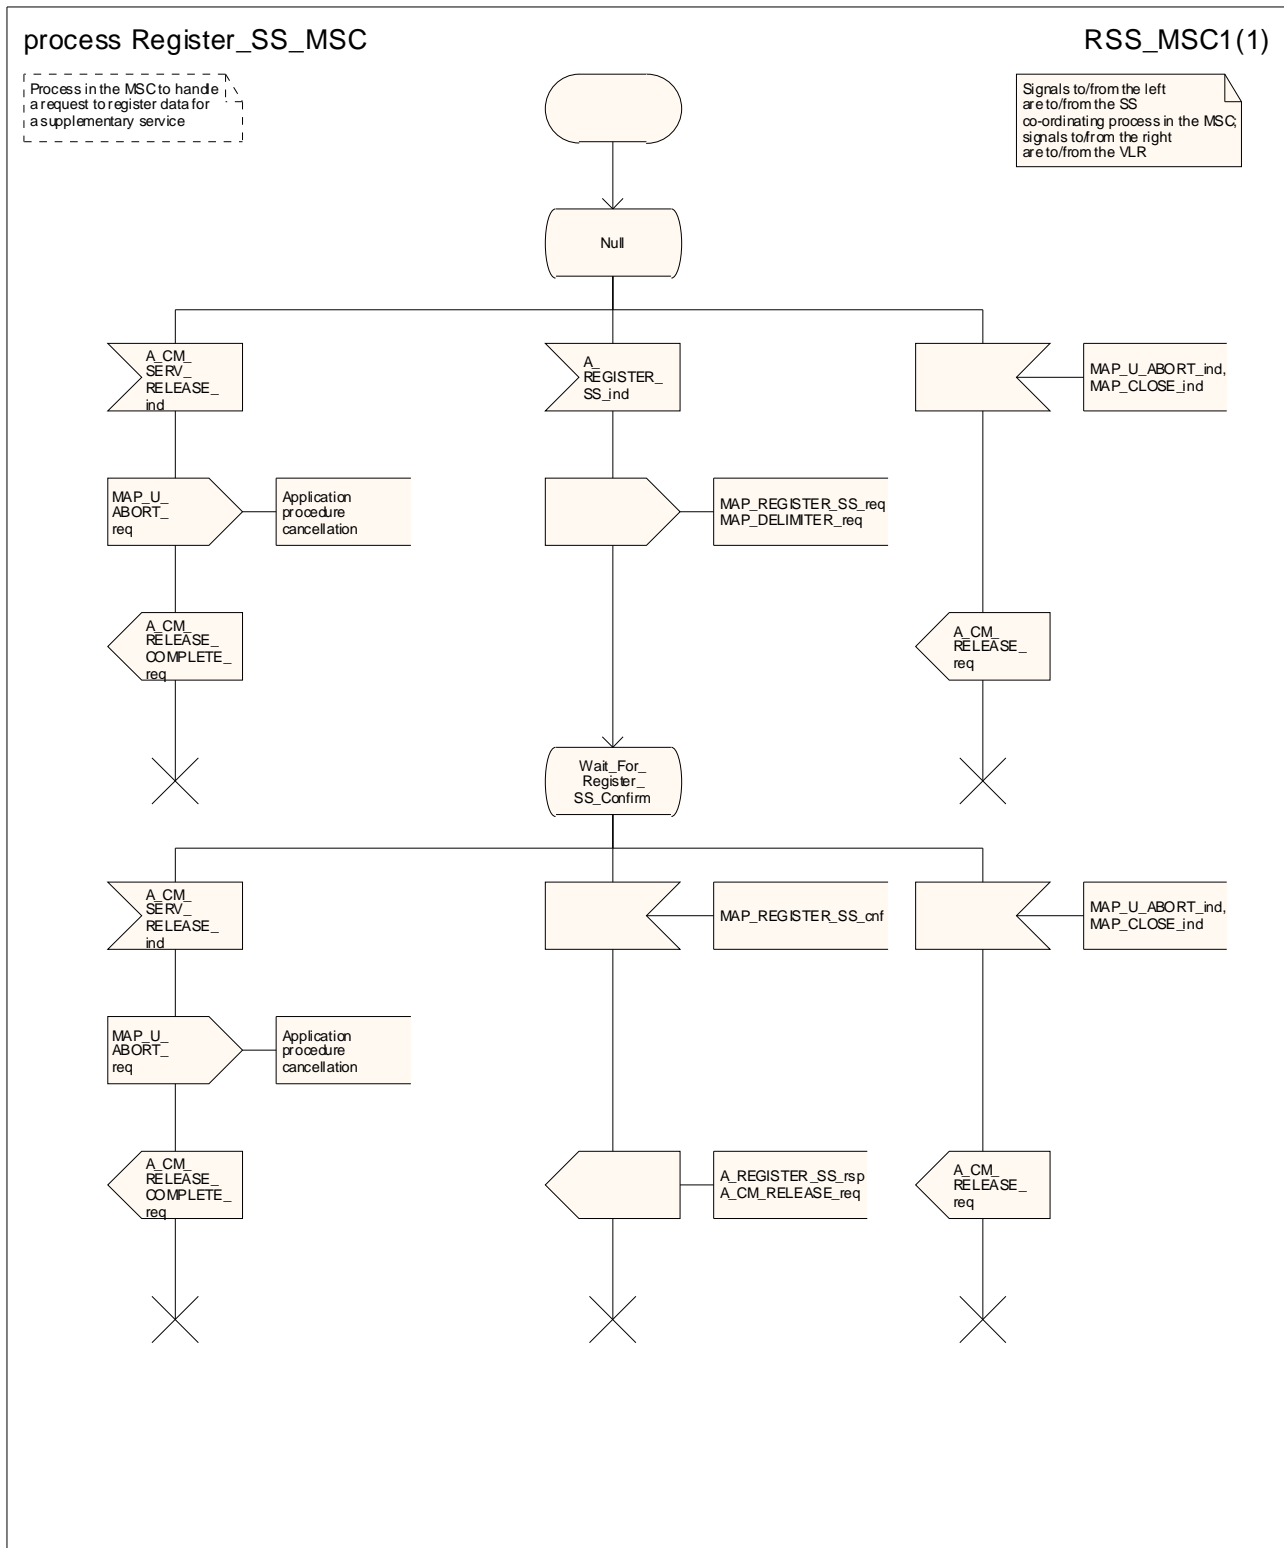 process Register_SS_MSC
RSS_MSC1(1)
Process in the MSC to handle
a request to register data for
a supplementary service
Signals to/from the left
are to/from the SS
co-ordinating process in the MSC;
signals to/from the right
are to/from the VLR
Null
A_CM_
SERV_
RELEASE_
ind
A_
REGISTER_
SS_ind
MAP_U_ABORT_ind,
MAP_CLOSE_ind
MAP_U_
ABORT_
req
Application
procedure
cancellation
MAP_REGISTER_SS_req
MAP_DELIMITER_req
A_CM_
RELEASE_
COMPLETE_
req
A_CM_
RELEASE_
req
Wait_For_
Register_
SS_Confirm
A_CM_
SERV_
RELEASE_
ind
MAP_REGISTER_SS_cnf
MAP_U_ABORT_ind,
MAP_CLOSE_ind
MAP_U_
ABORT_
req
Application
procedure
cancellation
A_CM_
RELEASE_
COMPLETE_
req
A_REGISTER_SS_rsp
A_CM_RELEASE_req
A_CM_
RELEASE_
req